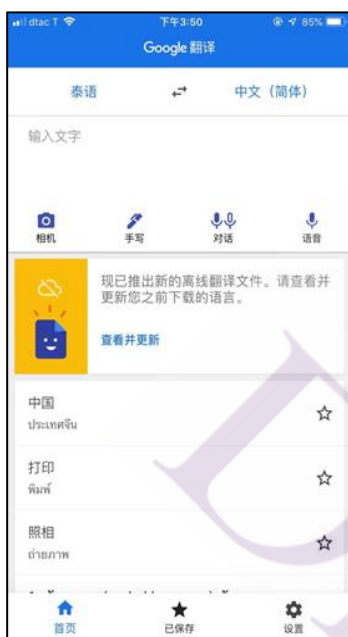 dtac T 下午3:50 85%
Google 翻译
泰语 中文（简体）
输入文字
相机 手写 对话 语音
现已推出新的离线翻译文件。请查看并
更新您之前下载的语言。
查看并更新
中国
ประเทศจีน
打印
พิมพ์
照相
ถ่ายภาพ
首页 已保存 设置